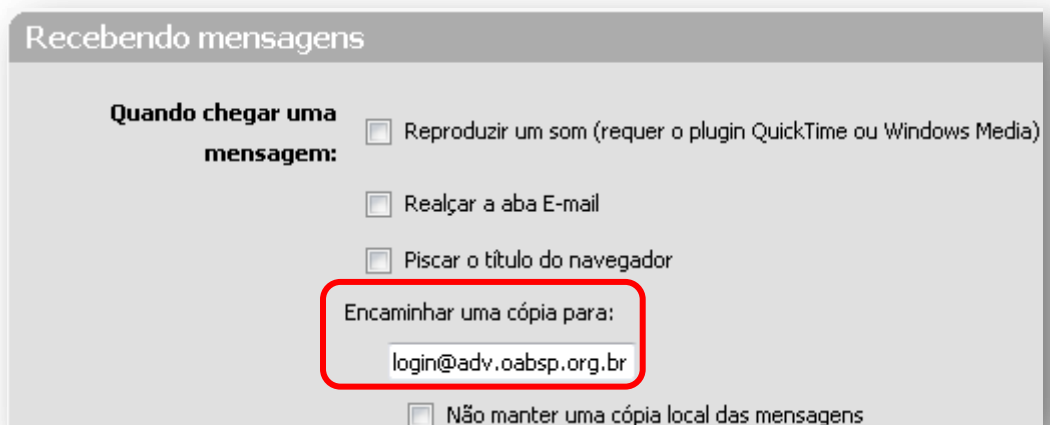 Recebendo mensagens
Quando chegar uma
mensagem:
Reproduzir um som (requer o plugin QuickTime ou Windows Media)
Realçar a aba E-mail
Piscar o título do navegador
Encaminhar uma cópia para:
login@adv.oabsp.org.br
Não manter uma cópia local das mensagens